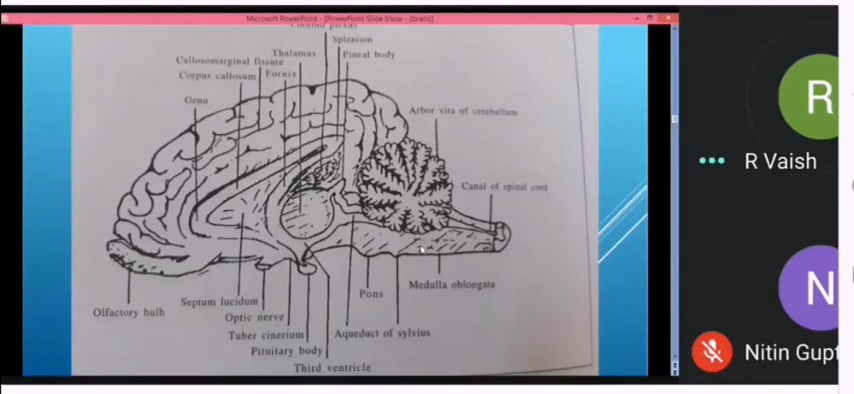 Microsoft PowerPoint - [PowerPoint Slide Show - [brain]]
Choroid plexus
Splenium
Thalamus
Pineal body
Callosomarginal fissure
Corpus callosum
Fornix
Genu
Arbor vita of cerebellum
Canal of spinal cord
Medulla oblongata
Pons
Septum lucidum
Olfactory bulb
Optic nerve
Tuber cinerium
Aqueduct of sylvius
Pituitary body
Third ventricle
R
R Vaish
N
Nitin Gupt